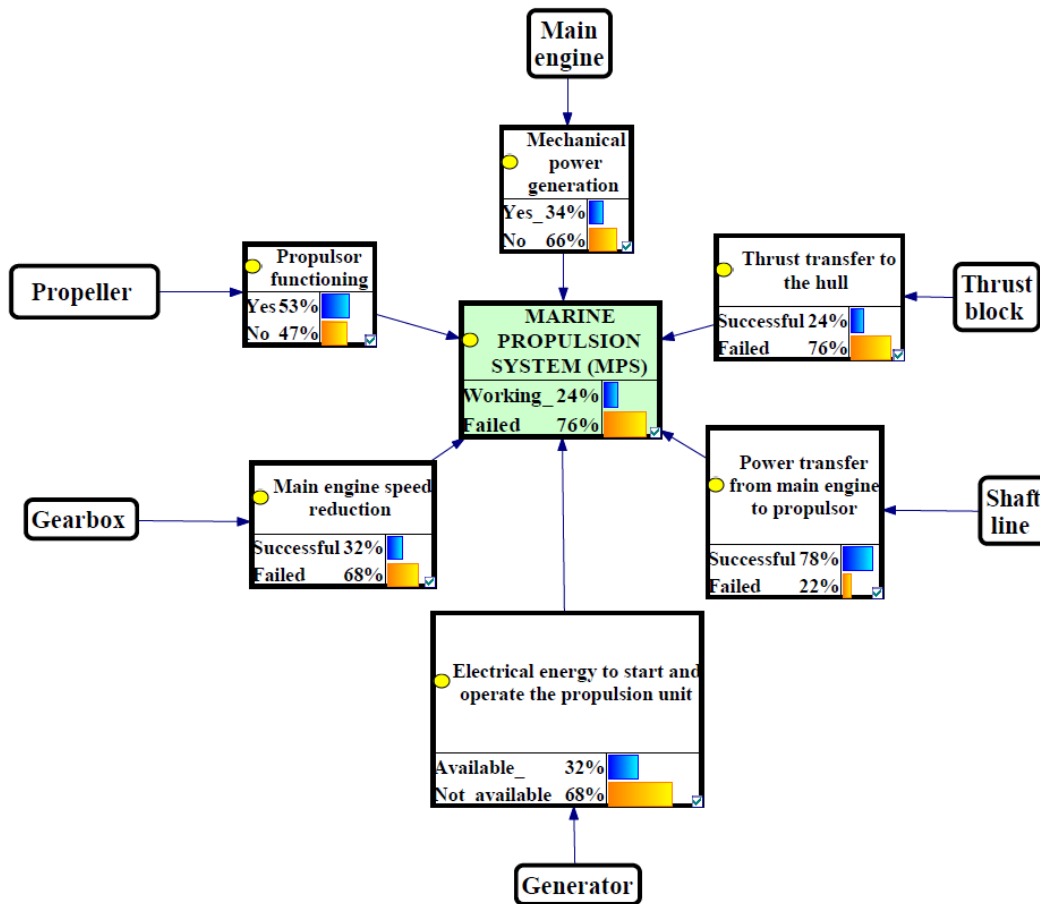 Main
engine
Mechanical
power
generation
Yes_ 34%
No 66%
Propulsor
functioning
Yes 53%
No 47%
Propeller
Thrust transfer to
the hull
Successful 24%
Failed 76%
Thrust
block
MARINE
PROPULSION
SYSTEM (MPS)
Working_ 24%
Failed 76%
Main engine speed
reduction
Successful 32%
Failed 68%
Gearbox
Power transfer
from main engine
to propulsor
Successful 78%
Failed 22%
Shaft
line
Electrical energy to start and
operate the propulsion unit
Available_ 32%
Not available 68%
Generator